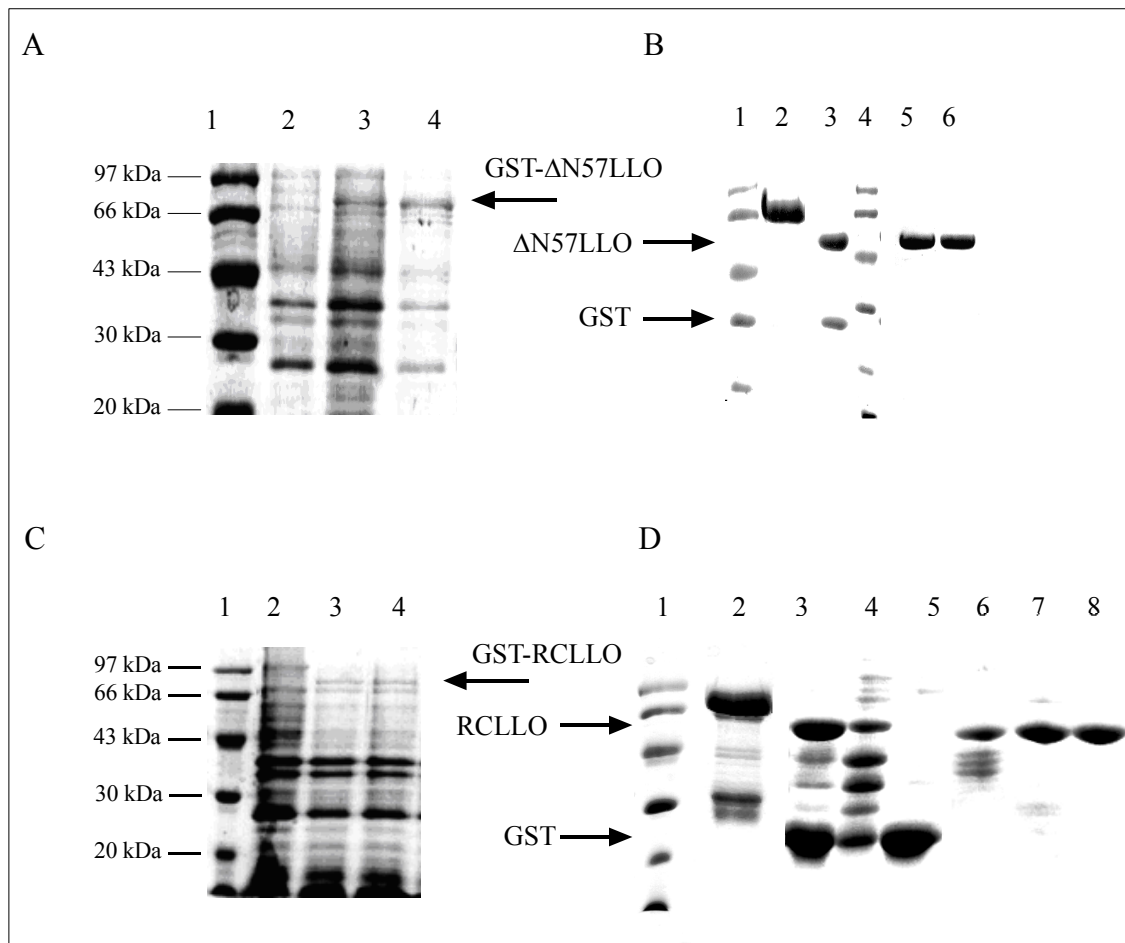 A
B
1 2 3 4
1 2 3 4 5 6
GST-ΔN57LLO
97 kDa
66 kDa
ΔN57LLO
43 kDa
GST
30 kDa
20 kDa
C
D
1 2 3 4
1 2 3 4 5 6 7 8
GST-RCLLO
97 kDa
66 kDa
RCLLO
43 kDa
30 kDa
GST
20 kDa